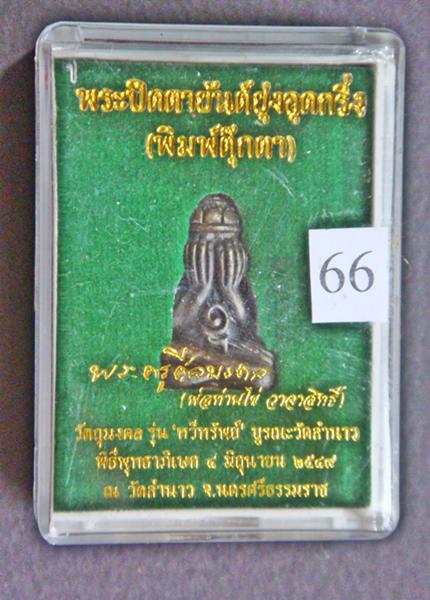 พระปิดตายันต์ยุ่งอุดกริ่ง
(พิมพ์ตุ๊กตา)
66
พระครูศีลมงคล
(พ่อท่านไข่ วาจาสิทธิ์)
วัตถุมงคล รุ่น 'ทวีทรัพย์' บูรณะวัดลำนาว
พิธีพุทธาภิเษก ๔ มิถุนายน ๒๕๔๙
ณ วัดลำนาว จ.นครศรีธรรมราช